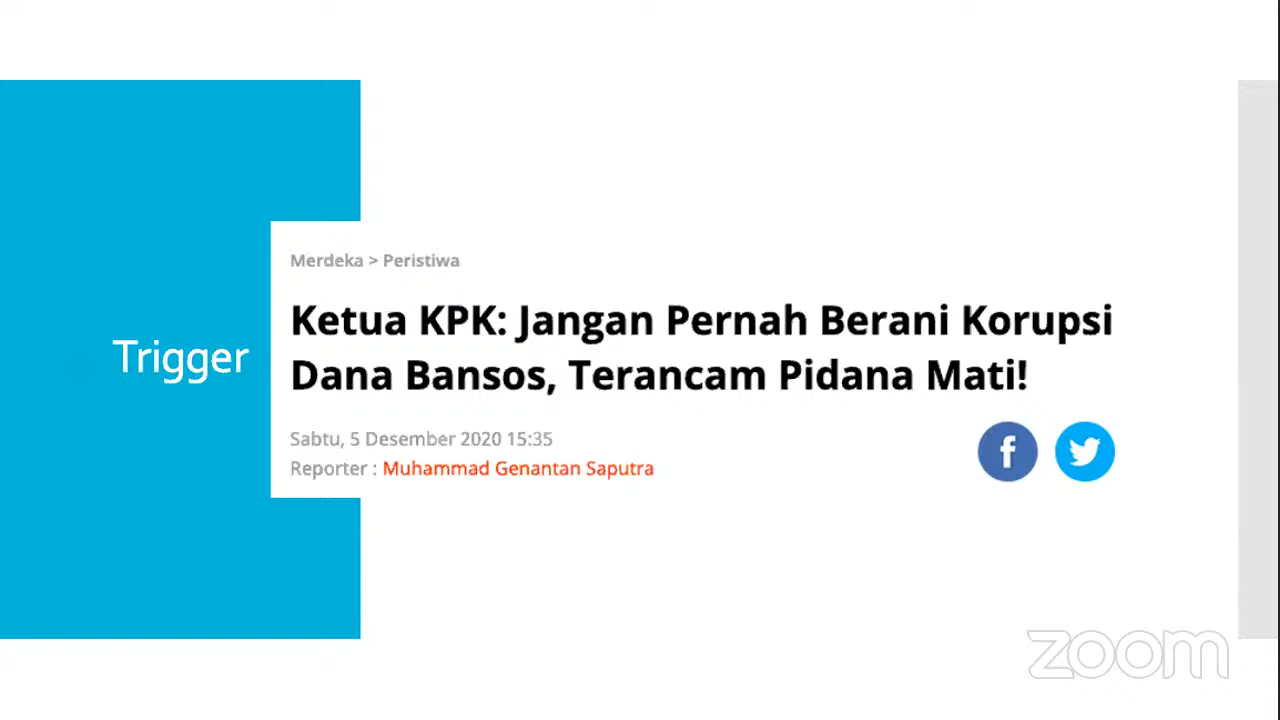 Trigger
Merdeka > Peristiwa
Ketua KPK: Jangan Pernah Berani Korupsi
Dana Bansos, Terancam Pidana Mati!
Sabtu, 5 Desember 2020 15:35
Reporter : Muhammad Genantan Saputra
f
zoom